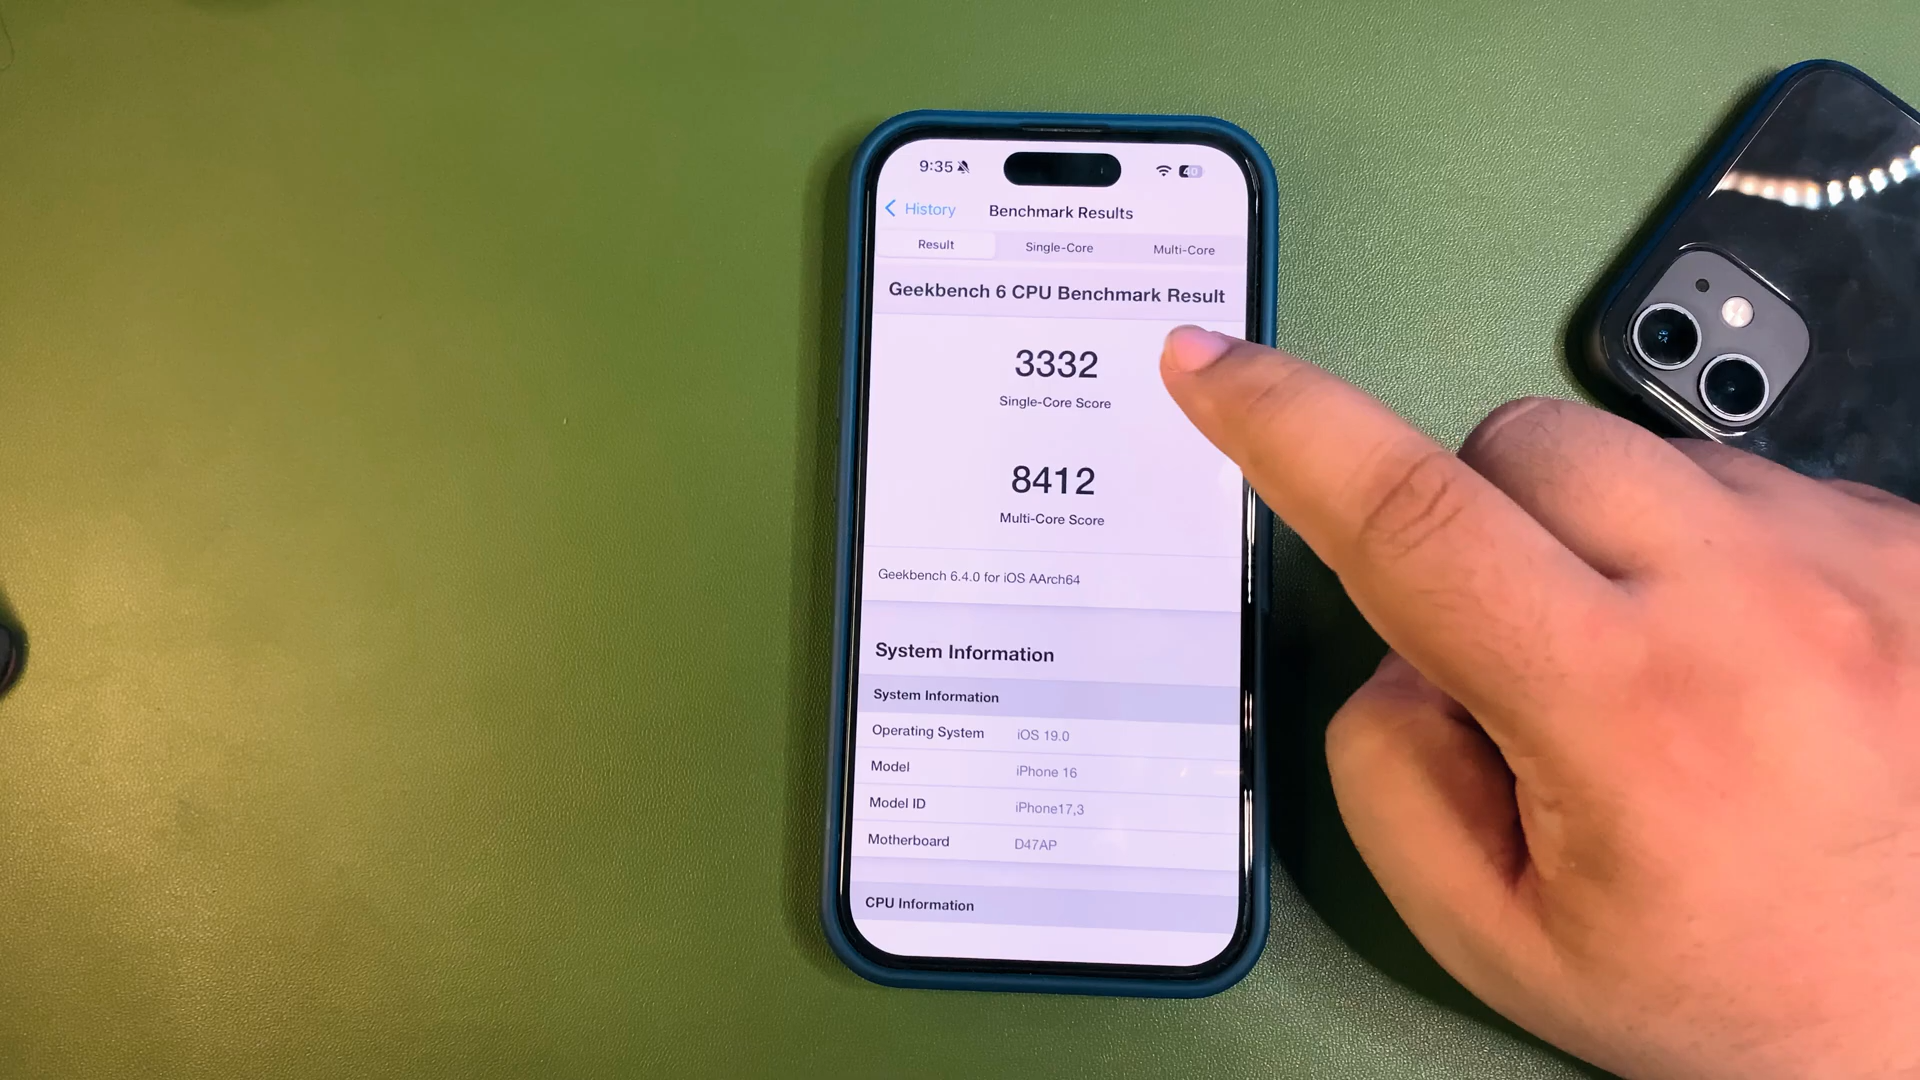 9:35
40
History
Benchmark Results
Result Single-Core Multi-Core
Geekbench 6 CPU Benchmark Result
3332
Single-Core Score
8412
Multi-Core Score
Geekbench 6.4.0 for iOS AArch64
System Information
System Information
Operating System iOS 19.0
Model iPhone 16
Model ID iPhone17,3
Motherboard D47AP
CPU Information